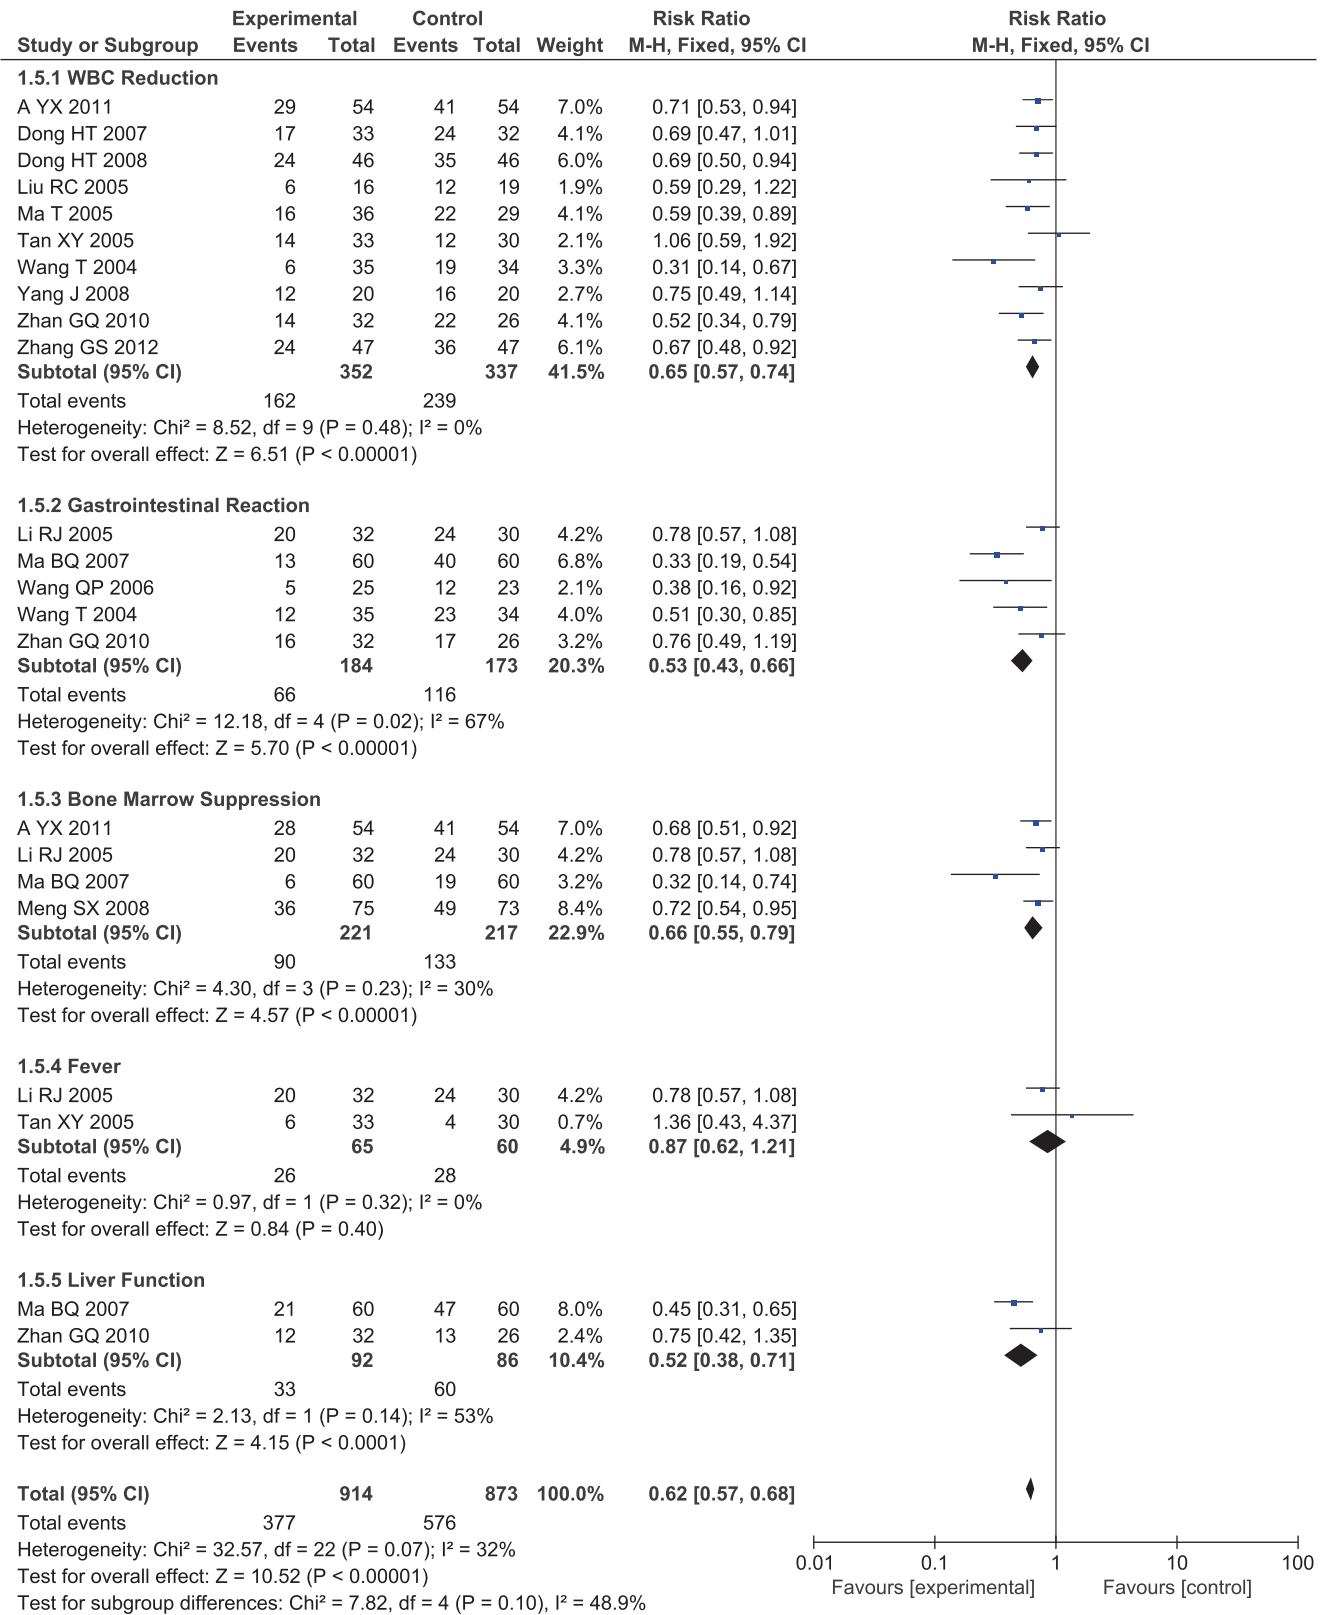 Experimental Control Risk Ratio Risk Ratio
Study or Subgroup Events Total Events Total Weight M-H, Fixed, 95% CI M-H, Fixed, 95% CI
1.5.1 WBC Reduction
A YX 2011 29 54 41 54 7.0% 0.71 [0.53, 0.94]
Dong HT 2007 17 33 24 32 4.1% 0.69 [0.47, 1.01]
Dong HT 2008 24 46 35 46 6.0% 0.69 [0.50, 0.94]
Liu RC 2005 6 16 12 19 1.9% 0.59 [0.29, 1.22]
Ma T 2005 16 36 22 29 4.1% 0.59 [0.39, 0.89]
Tan XY 2005 14 33 12 30 2.1% 1.06 [0.59, 1.92]
Wang T 2004 6 35 19 34 3.3% 0.31 [0.14, 0.67]
Yang J 2008 12 20 16 20 2.7% 0.75 [0.49, 1.14]
Zhan GQ 2010 14 32 22 26 4.1% 0.52 [0.34, 0.79]
Zhang GS 2012 24 47 36 47 6.1% 0.67 [0.48, 0.92]
Subtotal (95% CI) 352 337 41.5% 0.65 [0.57, 0.74]
Total events 162 239
Heterogeneity: Chi² = 8.52, df = 9 (P = 0.48); I² = 0%
Test for overall effect: Z = 6.51 (P < 0.00001)
1.5.2 Gastrointestinal Reaction
Li RJ 2005 20 32 24 30 4.2% 0.78 [0.57, 1.08]
Ma BQ 2007 13 60 40 60 6.8% 0.33 [0.19, 0.54]
Wang QP 2006 5 25 12 23 2.1% 0.38 [0.16, 0.92]
Wang T 2004 12 35 23 34 4.0% 0.51 [0.30, 0.85]
Zhan GQ 2010 16 32 17 26 3.2% 0.76 [0.49, 1.19]
Subtotal (95% CI) 184 173 20.3% 0.53 [0.43, 0.66]
Total events 66 116
Heterogeneity: Chi² = 12.18, df = 4 (P = 0.02); I² = 67%
Test for overall effect: Z = 5.70 (P < 0.00001)
1.5.3 Bone Marrow Suppression
A YX 2011 28 54 41 54 7.0% 0.68 [0.51, 0.92]
Li RJ 2005 20 32 24 30 4.2% 0.78 [0.57, 1.08]
Ma BQ 2007 6 60 19 60 3.2% 0.32 [0.14, 0.74]
Meng SX 2008 36 75 49 73 8.4% 0.72 [0.54, 0.95]
Subtotal (95% CI) 221 217 22.9% 0.66 [0.55, 0.79]
Total events 90 133
Heterogeneity: Chi² = 4.30, df = 3 (P = 0.23); I² = 30%
Test for overall effect: Z = 4.57 (P < 0.00001)
1.5.4 Fever
Li RJ 2005 20 32 24 30 4.2% 0.78 [0.57, 1.08]
Tan XY 2005 6 33 4 30 0.7% 1.36 [0.43, 4.37]
Subtotal (95% CI) 65 60 4.9% 0.87 [0.62, 1.21]
Total events 26 28
Heterogeneity: Chi² = 0.97, df = 1 (P = 0.32); I² = 0%
Test for overall effect: Z = 0.84 (P = 0.40)
1.5.5 Liver Function
Ma BQ 2007 21 60 47 60 8.0% 0.45 [0.31, 0.65]
Zhan GQ 2010 12 32 13 26 2.4% 0.75 [0.42, 1.35]
Subtotal (95% CI) 92 86 10.4% 0.52 [0.38, 0.71]
Total events 33 60
Heterogeneity: Chi² = 2.13, df = 1 (P = 0.14); I² = 53%
Test for overall effect: Z = 4.15 (P < 0.0001)
Total (95% CI) 914 873 100.0% 0.62 [0.57, 0.68]
Total events 377 576
Heterogeneity: Chi² = 32.57, df = 22 (P = 0.07); I² = 32%
Test for overall effect: Z = 10.52 (P < 0.00001)
Test for subgroup differences: Chi² = 7.82, df = 4 (P = 0.10), I² = 48.9%
0.01 0.1 1 10 100
Favours [experimental] Favours [control]